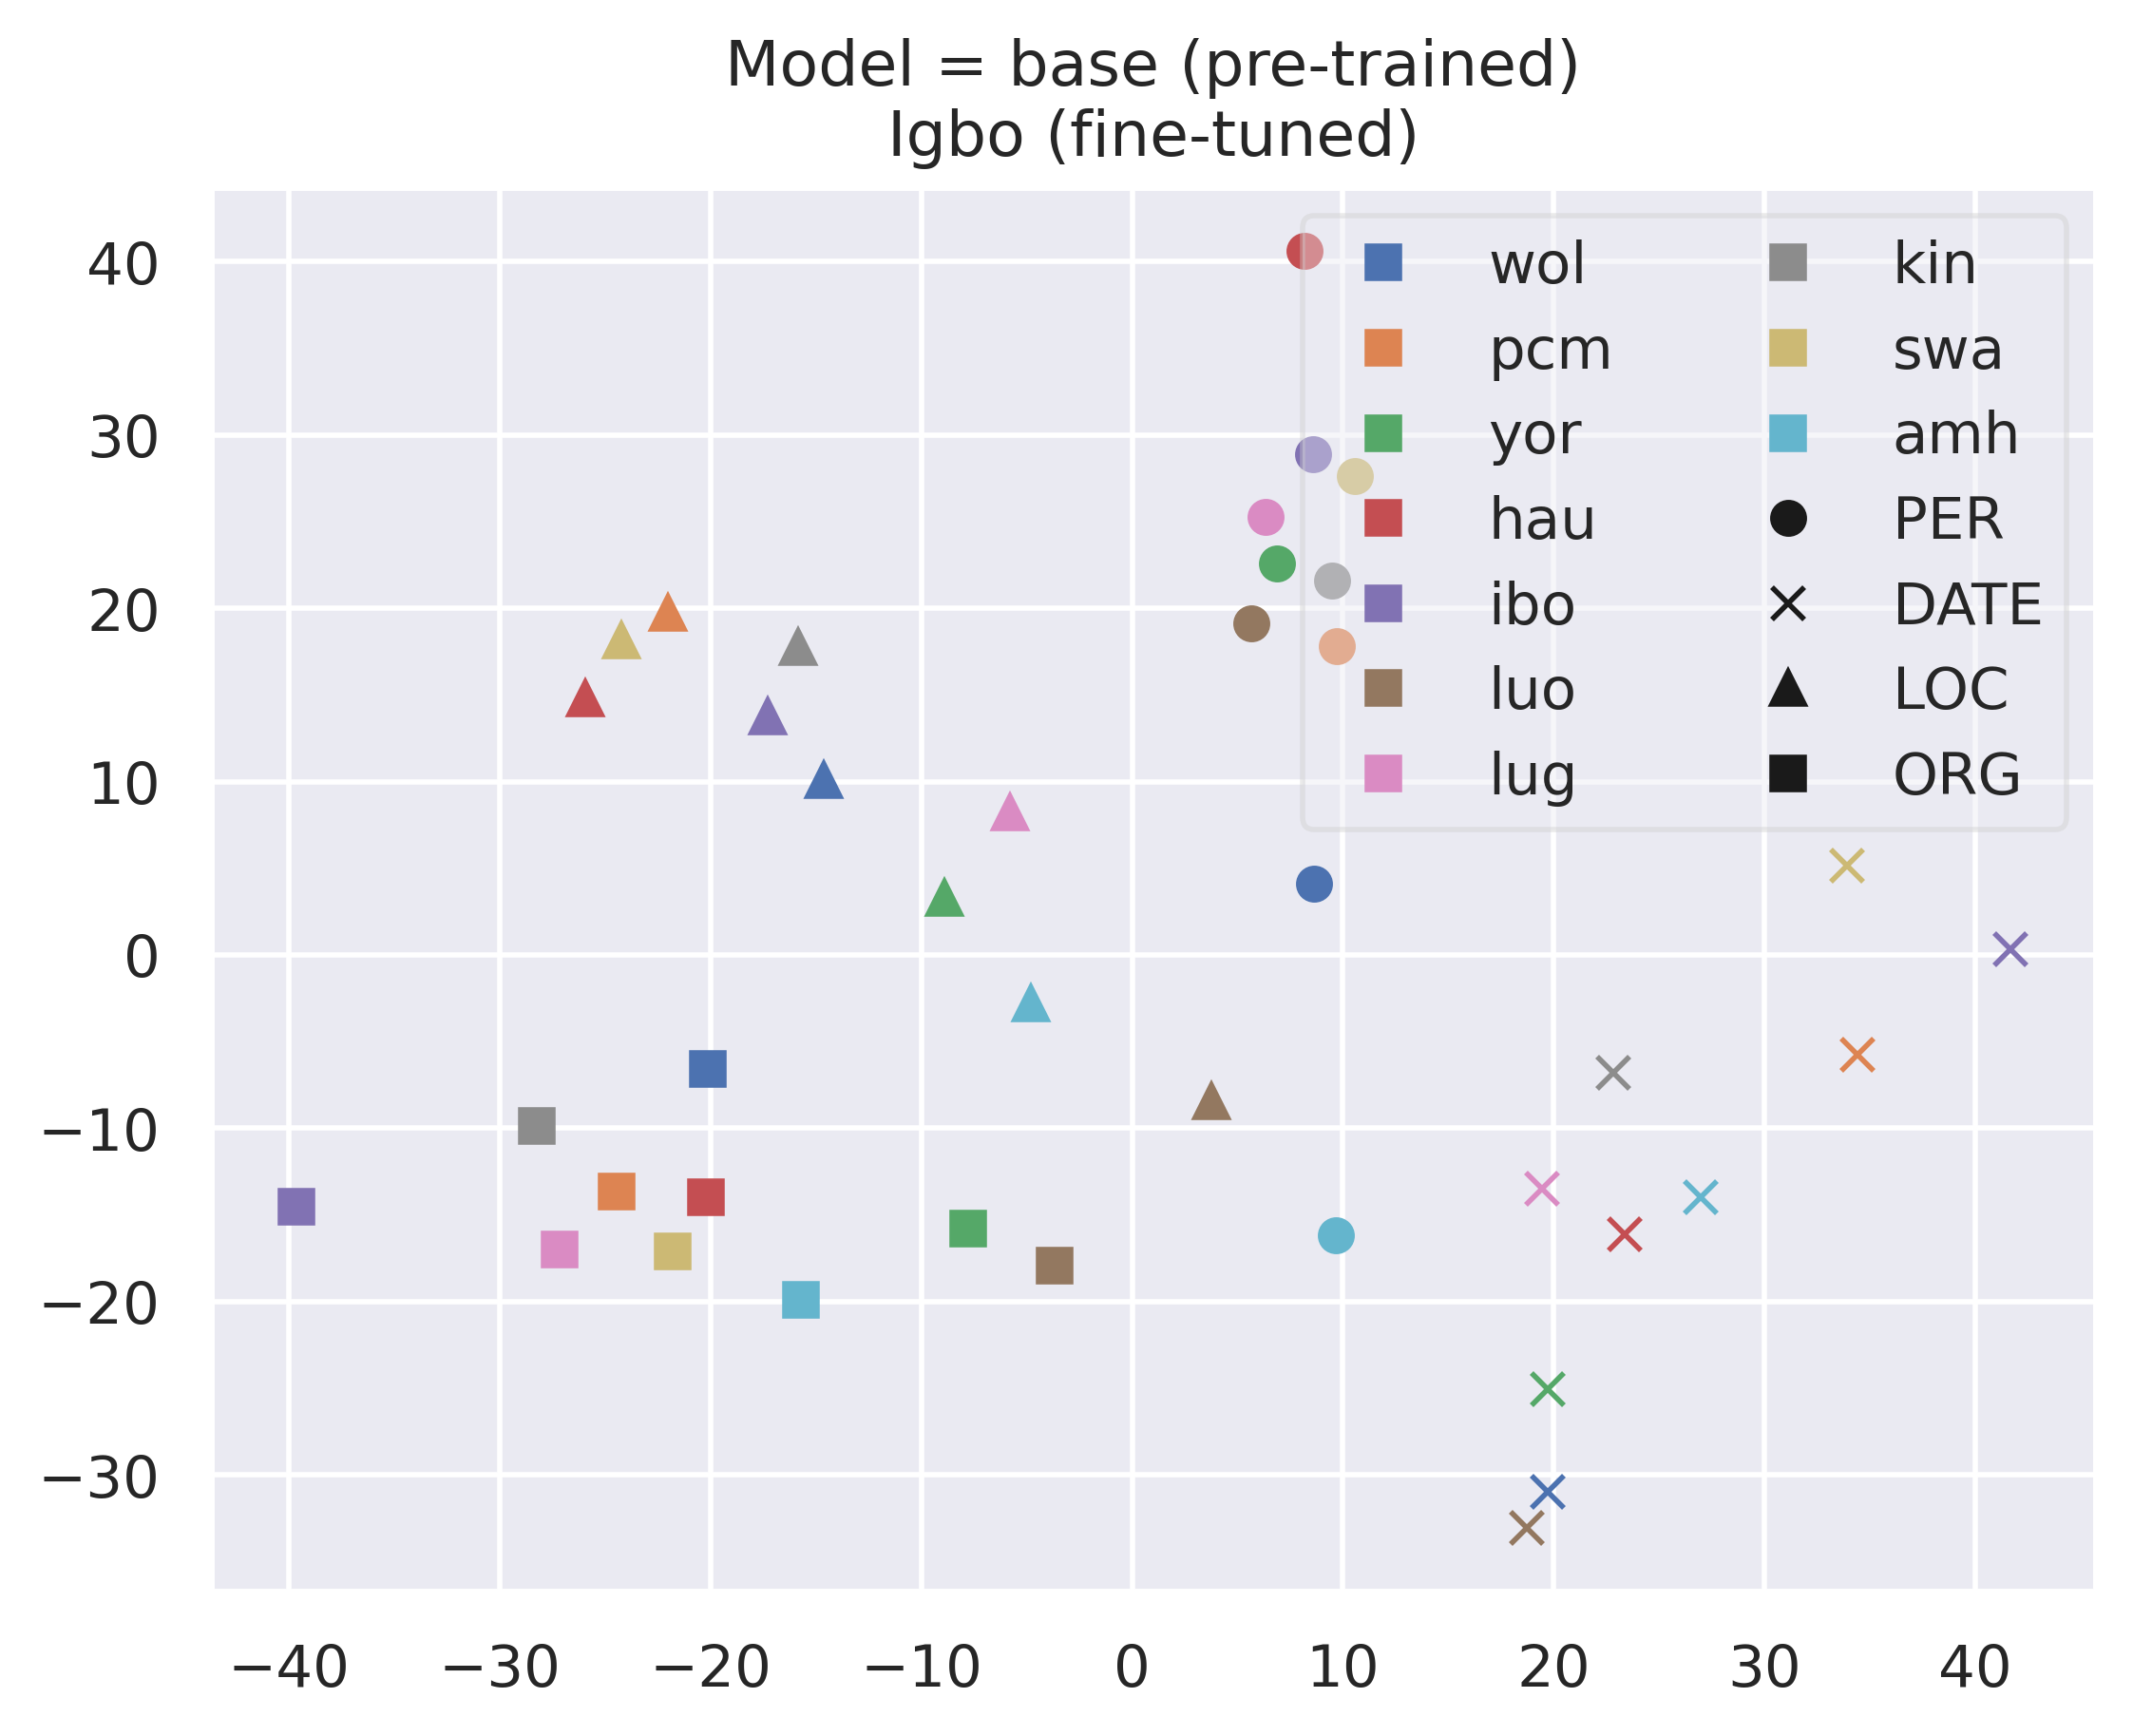 Model = base (pre-trained)
Igbo (fine-tuned)
40
30
20
10
0
−10
−20
−30
−40
−30
−20
−10
0
10
20
30
40
wol
pcm
yor
hau
ibo
luo
lug
kin
swa
amh
PER
DATE
LOC
ORG